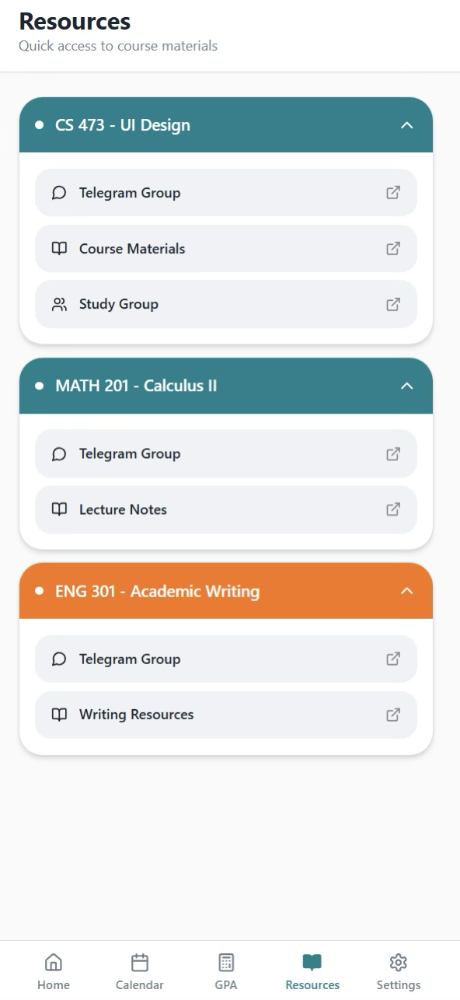 Resources
Quick access to course materials
CS 473 - UI Design
Telegram Group
Course Materials
Study Group
MATH 201 - Calculus II
Telegram Group
Lecture Notes
ENG 301 - Academic Writing
Telegram Group
Writing Resources
Home Calendar GPA Resources Settings